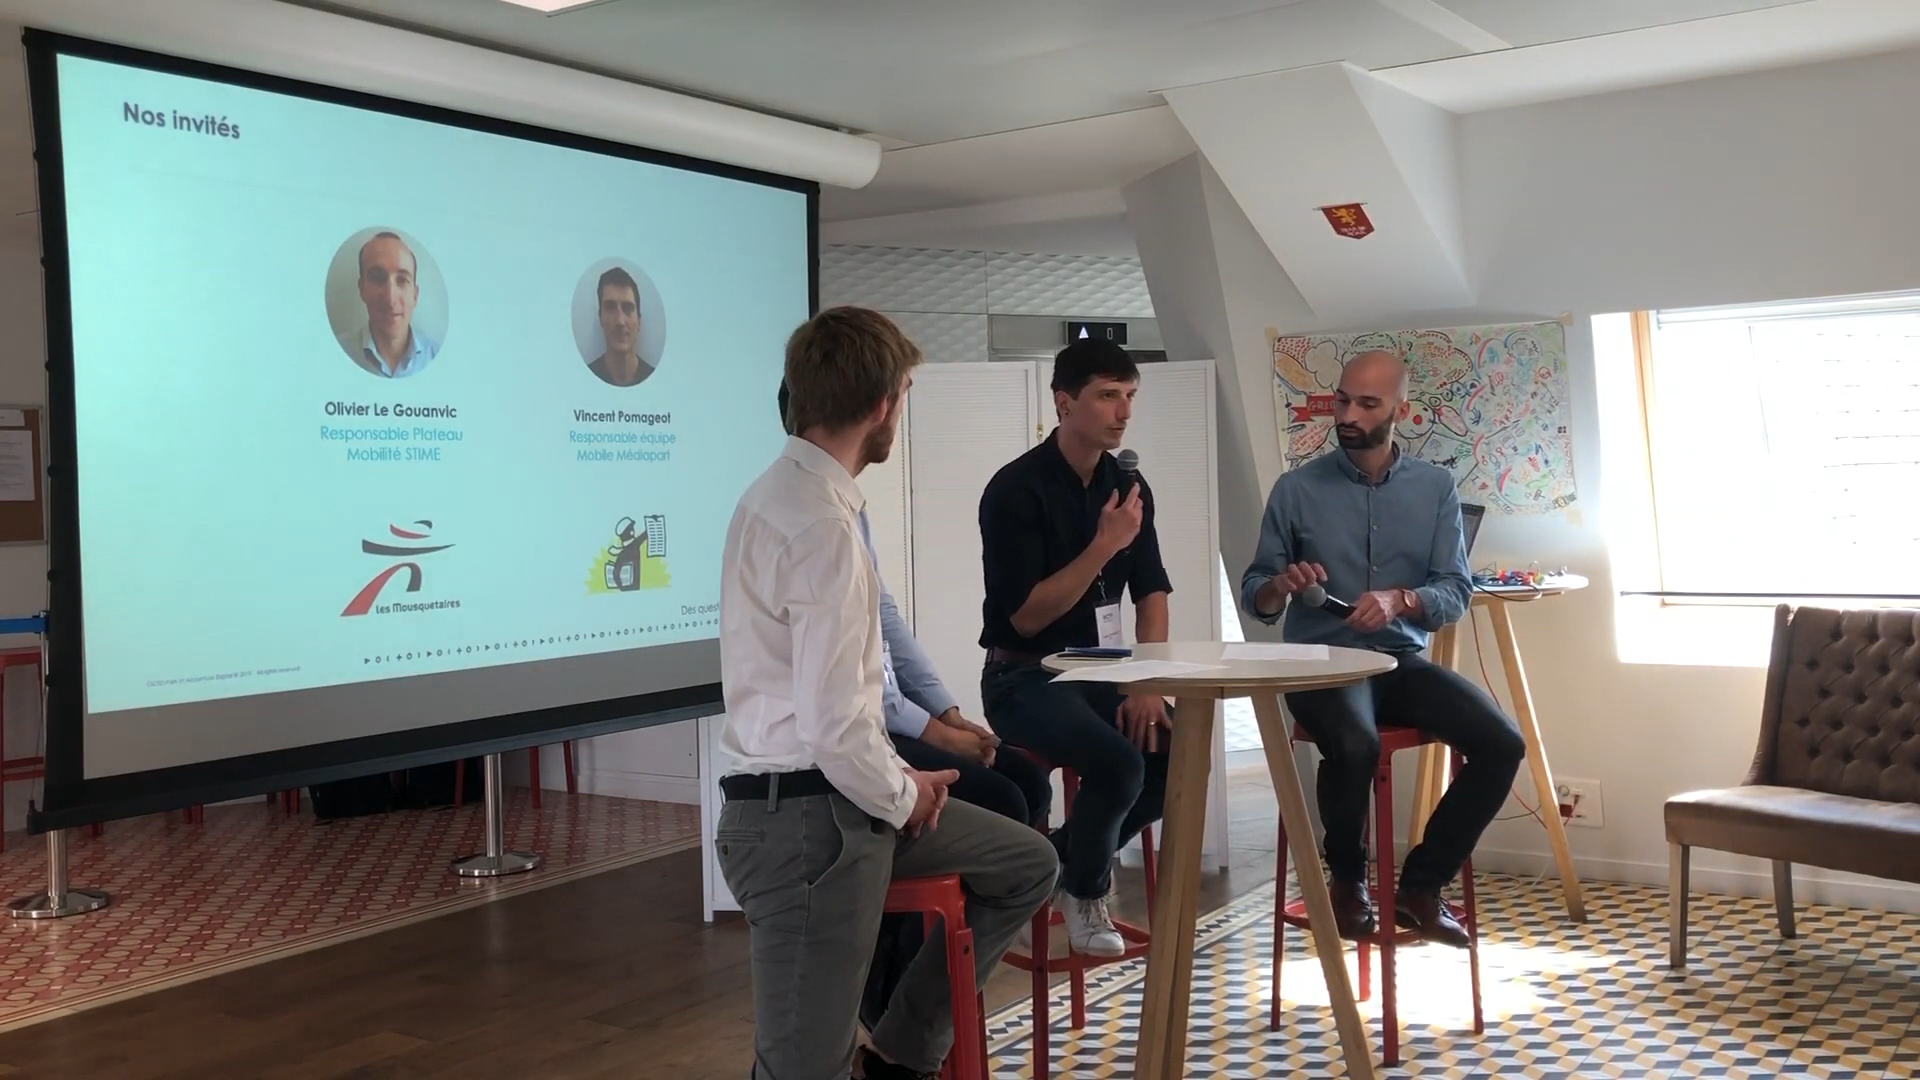 Nos invités
Olivier Le Gouanvic
Responsable Plateau
Mobilité STIME
Vincent Pomageot
Responsable équipe
Mobile Médiapart
les Mousquetaires
Des quest